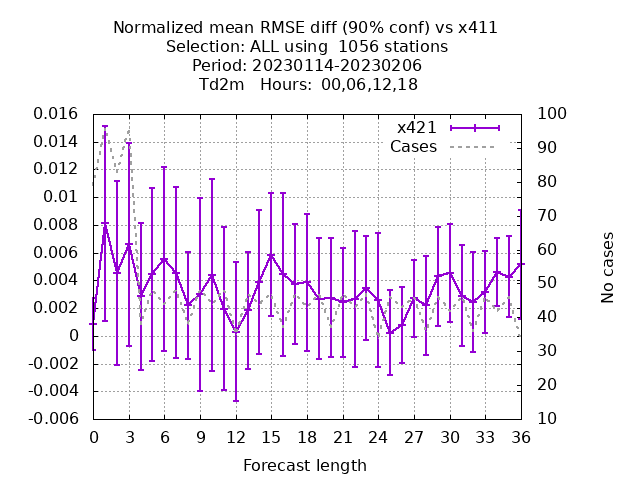 Normalized mean RMSE diff (90% conf) vs x411
Selection: ALL using  1056 stations
Period: 20230114-20230206
Td2m   Hours:  00,06,12,18
0.016
0.014
0.012
0.01
0.008
0.006
0.004
0.002
0
-0.002
-0.004
-0.006
x421
Cases
100
90
80
70
60
50
40
30
20
10
No cases
0 3 6 9 12 15 18 21 24 27 30 33 36
Forecast length